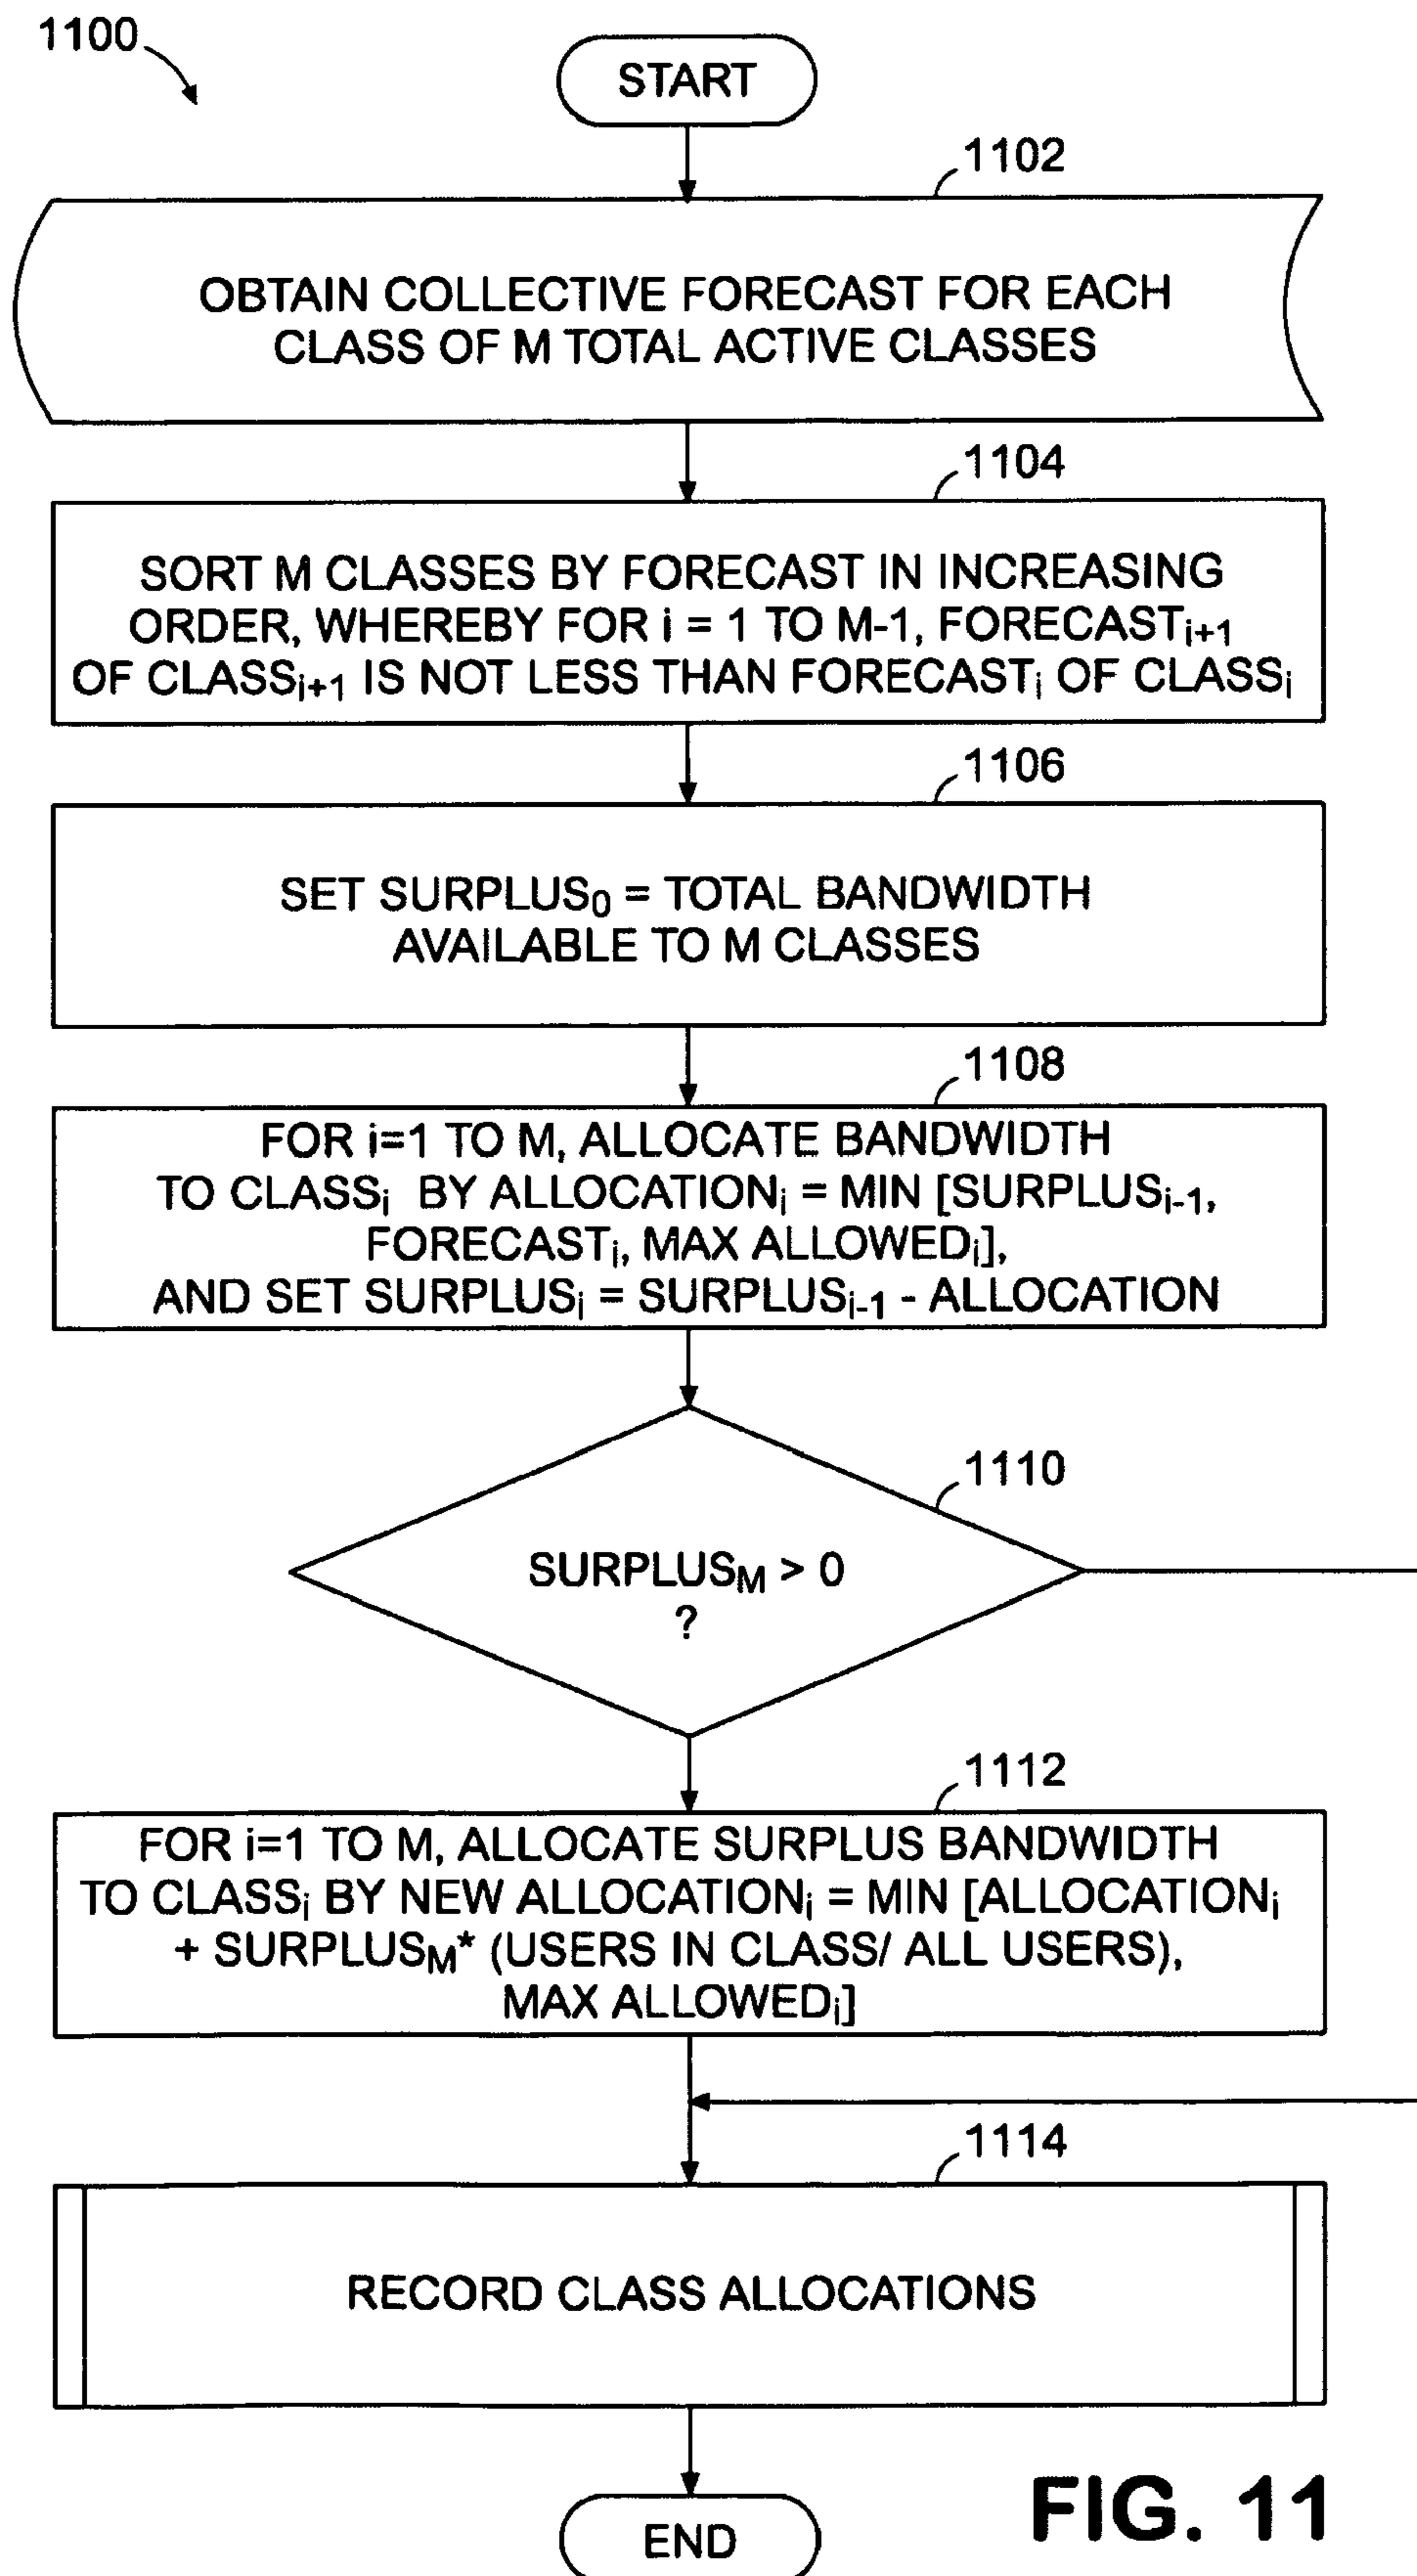 1100
START
1102
OBTAIN COLLECTIVE FORECAST FOR EACH
CLASS OF M TOTAL ACTIVE CLASSES
1104
SORT M CLASSES BY FORECAST IN INCREASING
ORDER, WHEREBY FOR i = 1 TO M-1, FORECASTi+1
OF CLASSi+1 IS NOT LESS THAN FORECASTi OF CLASSi
1106
SET SURPLUS0 = TOTAL BANDWIDTH
AVAILABLE TO M CLASSES
1108
FOR i=1 TO M, ALLOCATE BANDWIDTH
TO CLASSi BY ALLOCATIONi = MIN [SURPLUSi-1,
FORECASTi, MAX ALLOWEDi],
AND SET SURPLUSi = SURPLUSi-1 - ALLOCATION
1110
SURPLUSM > 0
?
1112
FOR i=1 TO M, ALLOCATE SURPLUS BANDWIDTH
TO CLASSi BY NEW ALLOCATIONi = MIN [ALLOCATIONi
+ SURPLUSM* (USERS IN CLASS/ ALL USERS),
MAX ALLOWEDi]
1114
RECORD CLASS ALLOCATIONS
END
FIG. 11